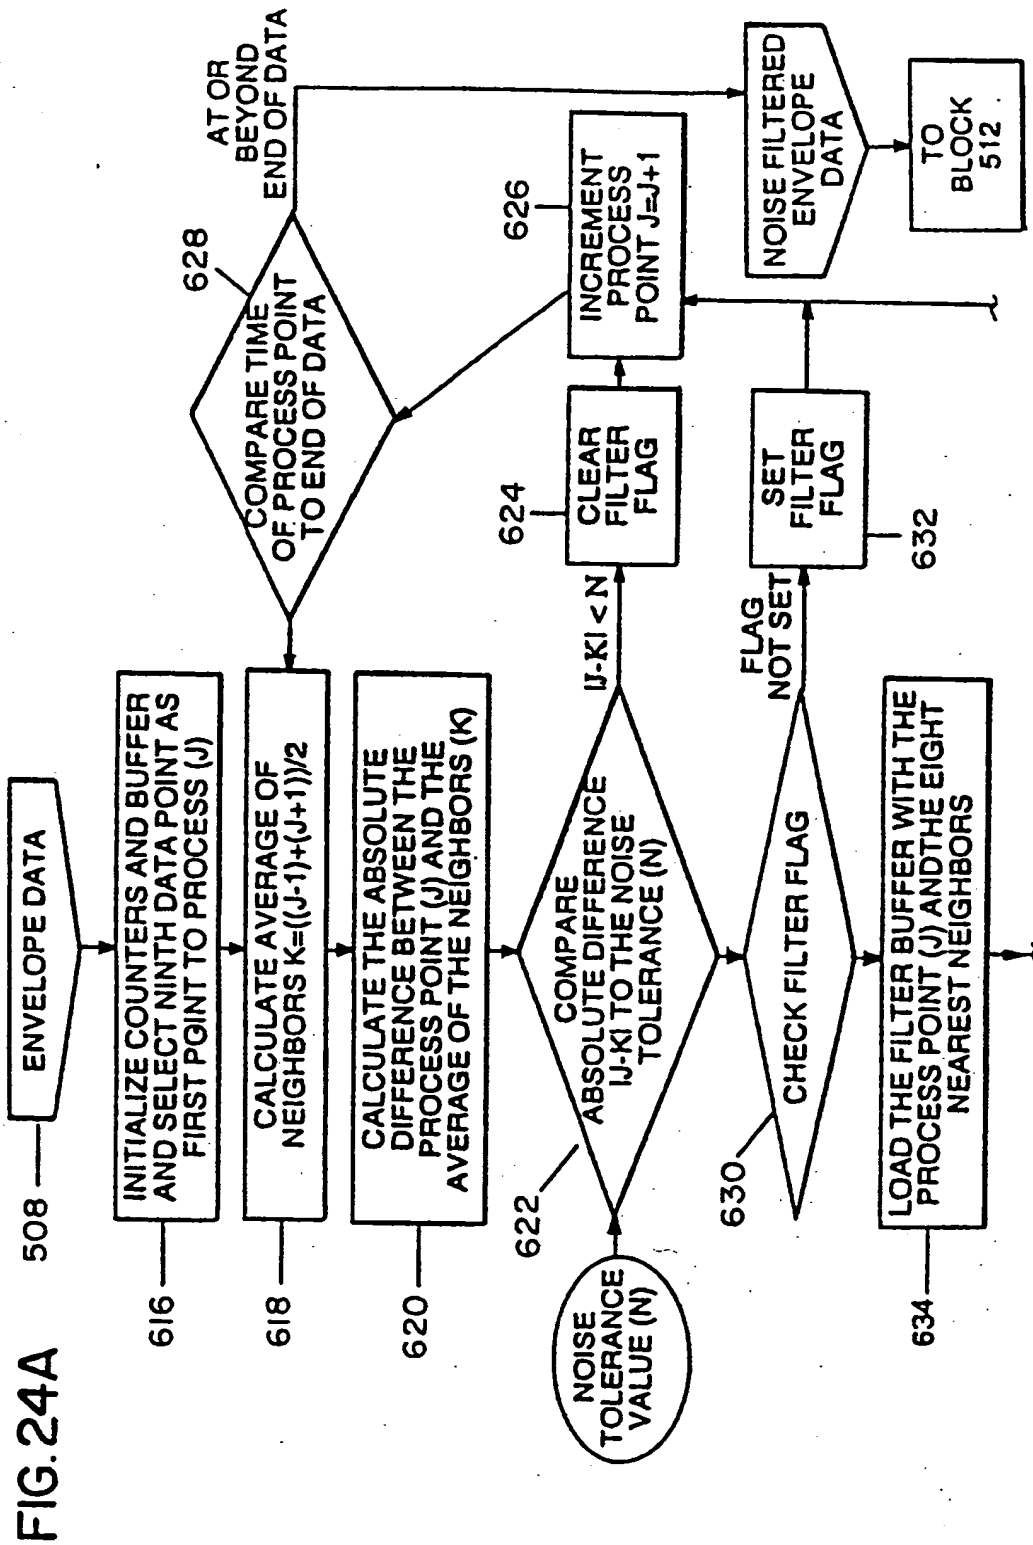 FIG. 24A
508
ENVELOPE DATA
616
INITIALIZE COUNTERS AND BUFFER
AND SELECT NINTH DATA POINT AS
FIRST POINT TO PROCESS (J)
618
CALCULATE AVERAGE OF
NEIGHBORS K=((J-1)+(J+1))/2
620
CALCULATE THE ABSOLUTE
DIFFERENCE BETWEEN THE
PROCESS POINT (J) AND THE
AVERAGE OF THE NEIGHBORS (K)
628
COMPARE TIME
OF PROCESS POINT
TO END OF DATA
AT OR
BEYOND
END OF DATA
NOISE
TOLERANCE
VALUE (N)
622
COMPARE
ABSOLUTE DIFFERENCE
|J-K| TO THE NOISE
TOLERANCE (N)
|J-K| < N
624
CLEAR
FILTER
FLAG
626
INCREMENT
PROCESS
POINT J=J+1
630
CHECK FILTER FLAG
FLAG
NOT SET
SET
FILTER
FLAG
632
NOISE FILTERED
ENVELOPE
DATA
TO
BLOCK
512
634
LOAD THE FILTER BUFFER WITH THE
PROCESS POINT (J) ANDTHE EIGHT
NEAREST NEIGHBORS